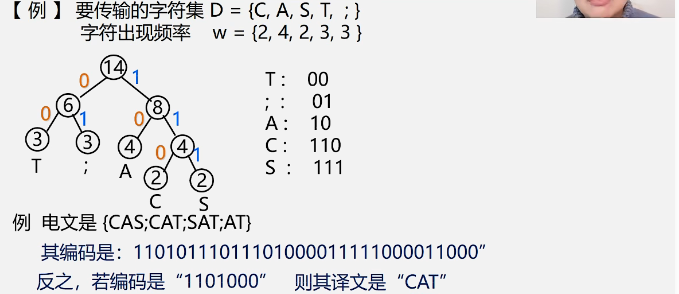 【例】要传输的字符集 D = {C, A, S, T, ; }
字符出现频率 w = {2, 4, 2, 3, 3 }
14
0 1
6 8
0 1 0 1
3 3 4 4
T ; A 0 1
2 2
C S
T: 00
; : 01
A: 10
C: 110
S: 111
例 电文是 {CAS;CAT;SAT;AT}
其编码是：11010111011101000011111000011000”
反之，若编码是“1101000” 则其译文是“CAT”